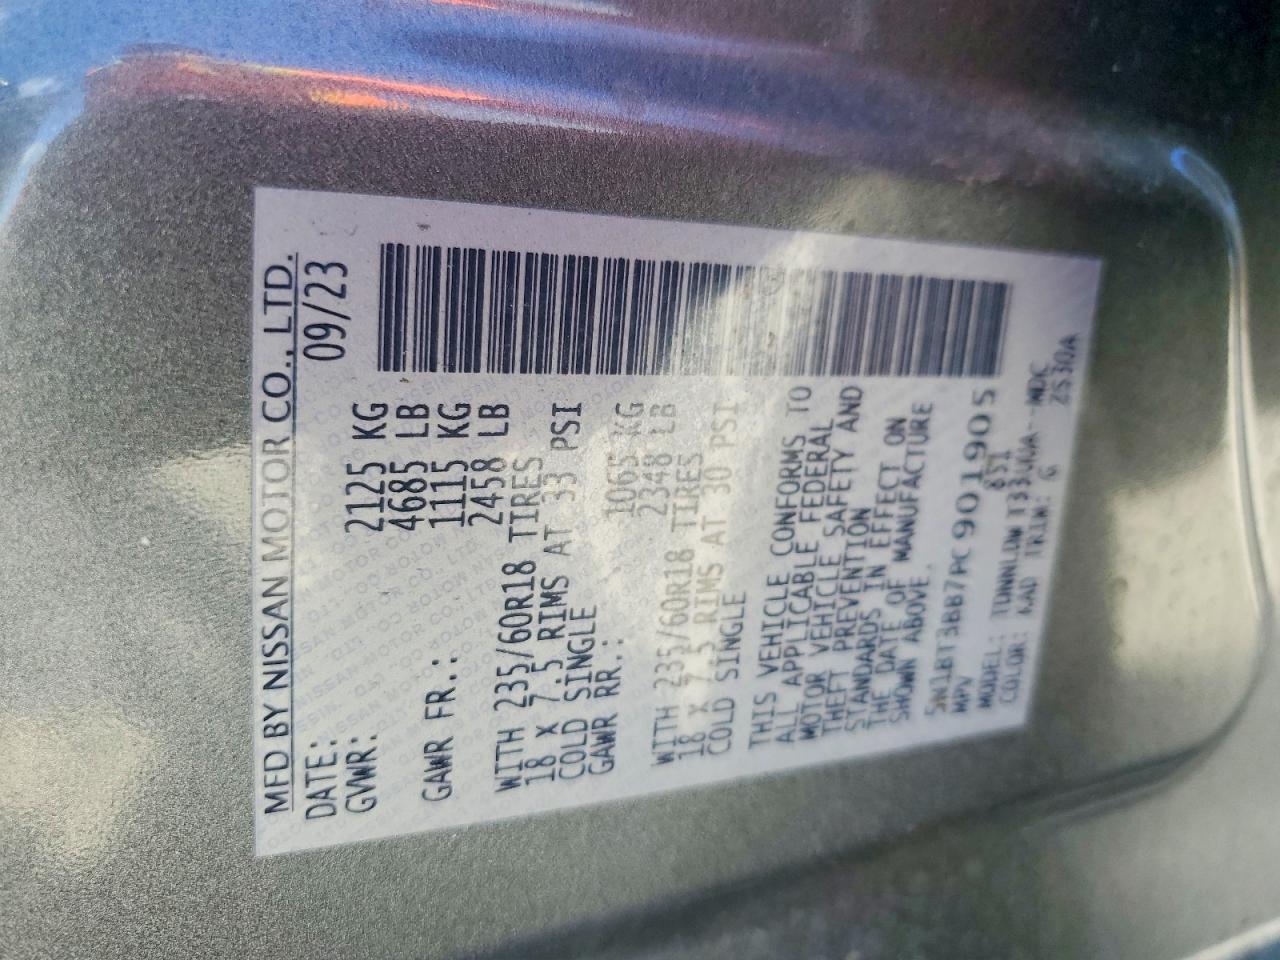 MFD BY NISSAN MOTOR CO., LTD.
DATE: 09/23
GVWR: 2125 KG
4685 LB
GAWR FR.: 1115 KG
2458 LB
WITH 235/60R18 TIRES
18 X 7.5 RIMS AT 33 PSI
COLD SINGLE
GAWR RR.: 1065 KG
2348 LB
WITH 235/60R18 TIRES
18 X 7.5 RIMS AT 30 PSI
COLD SINGLE
THIS VEHICLE CONFORMS TO
ALL APPLICABLE FEDERAL
MOTOR VEHICLE SAFETY AND
THEFT PREVENTION
STANDARDS IN EFFECT ON
THE DATE OF MANUFACTURE
SHOWN ABOVE.
5N1BT3BB7PC901905
MPV 851
MODEL:
COLOR: KAD TRIM: G ZS30A